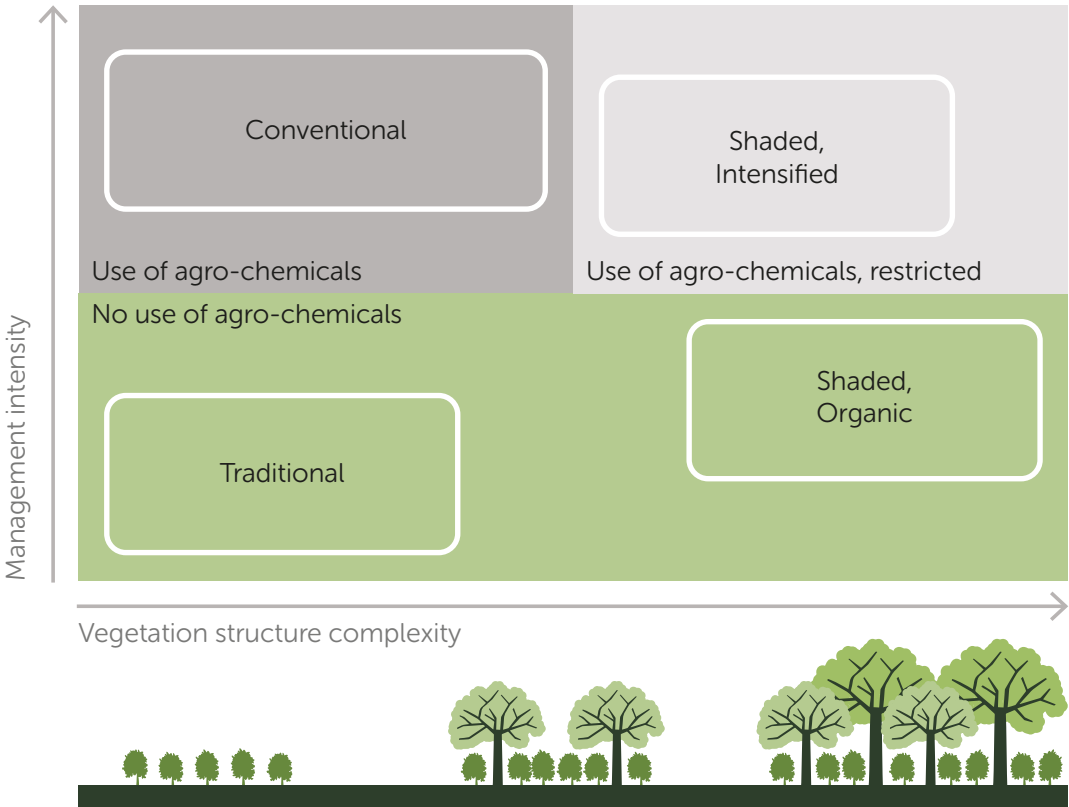 Conventional
Shaded,
Intensified
Use of agro-chemicals
Use of agro-chemicals, restricted
No use of agro-chemicals
Shaded,
Organic
Traditional
Management intensity
Vegetation structure complexity